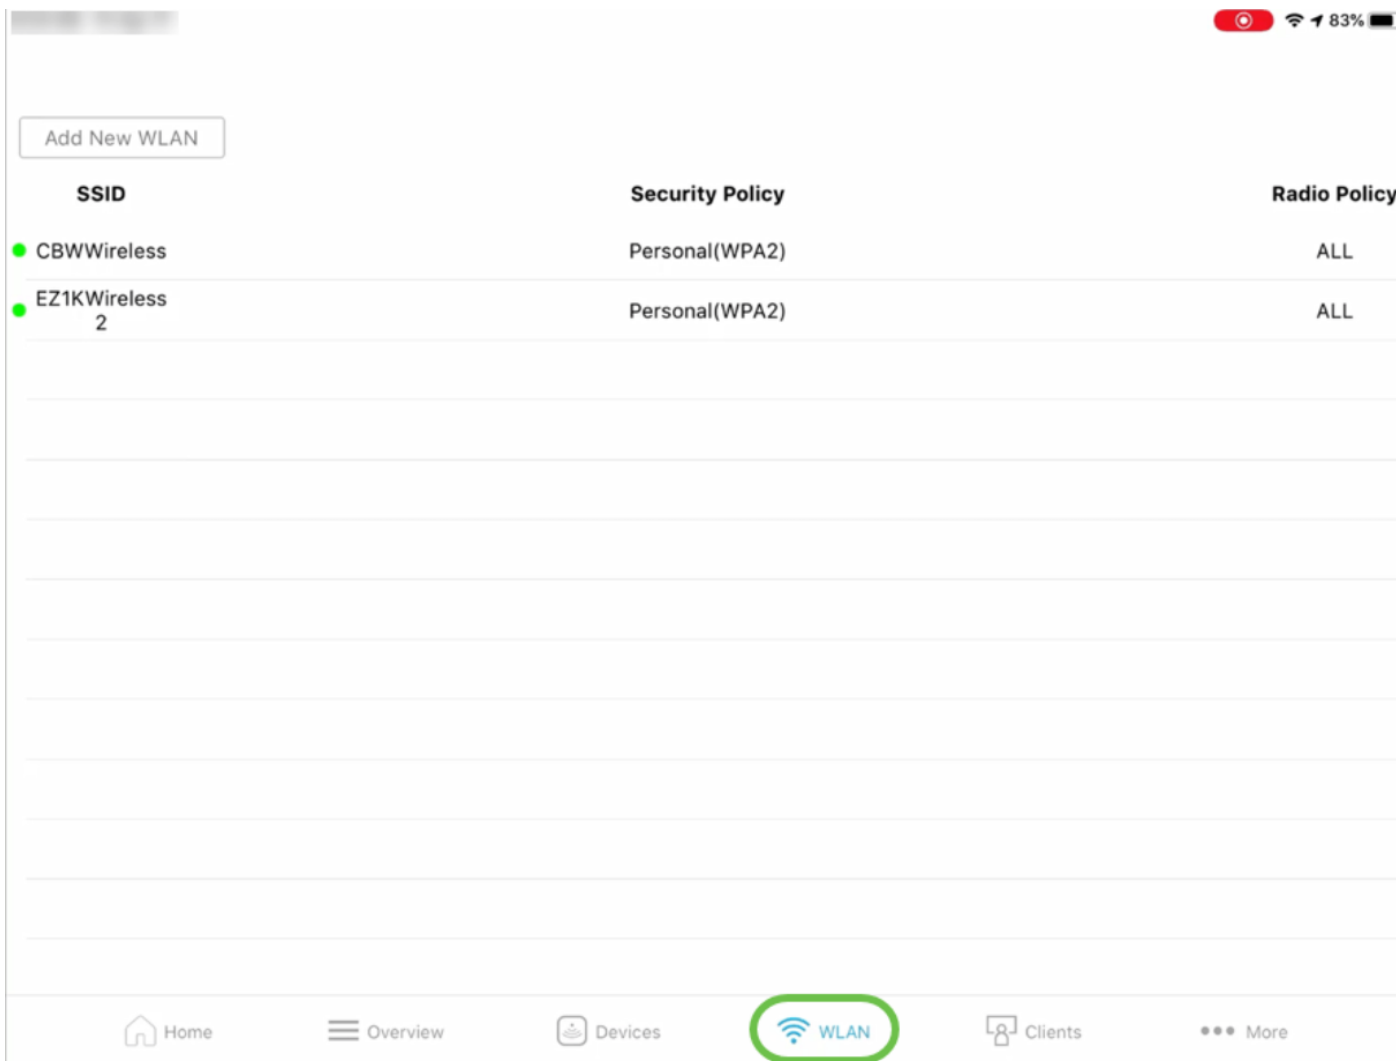 83%
Add New WLAN
SSID Security Policy Radio Policy
CBWWireless Personal(WPA2) ALL
EZ1KWireless
2 Personal(WPA2) ALL
Home Overview Devices WLAN Clients More